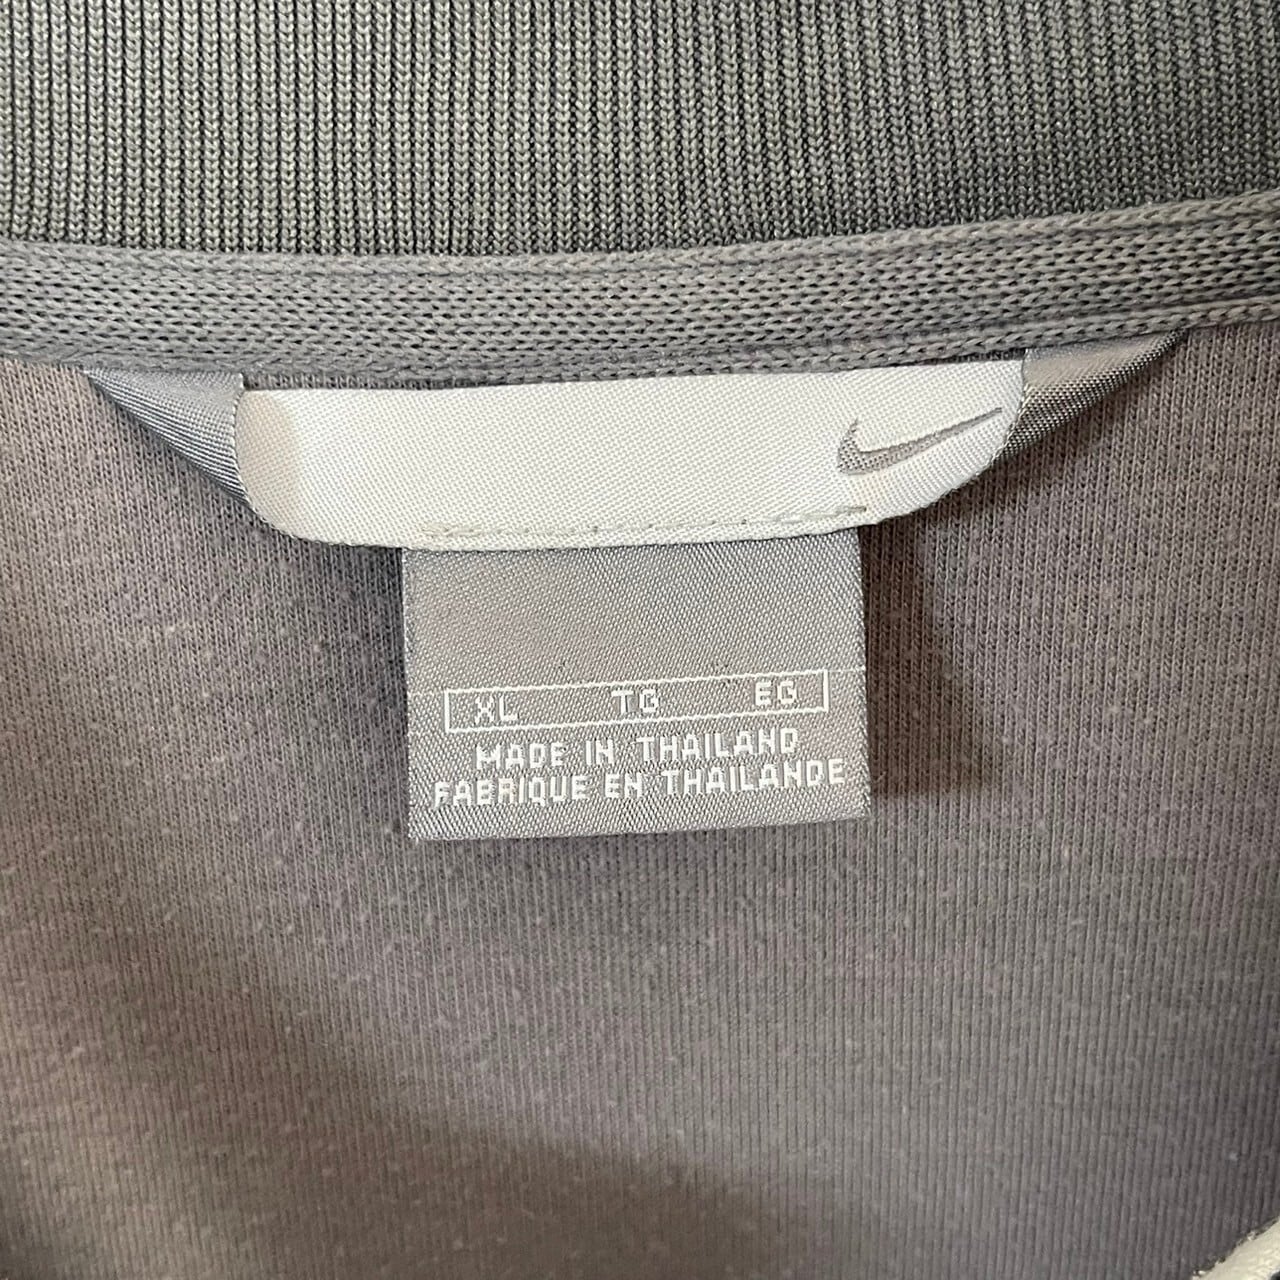 XL TG EG
MADE IN THAILAND
FABRIQUE EN THAILANDE